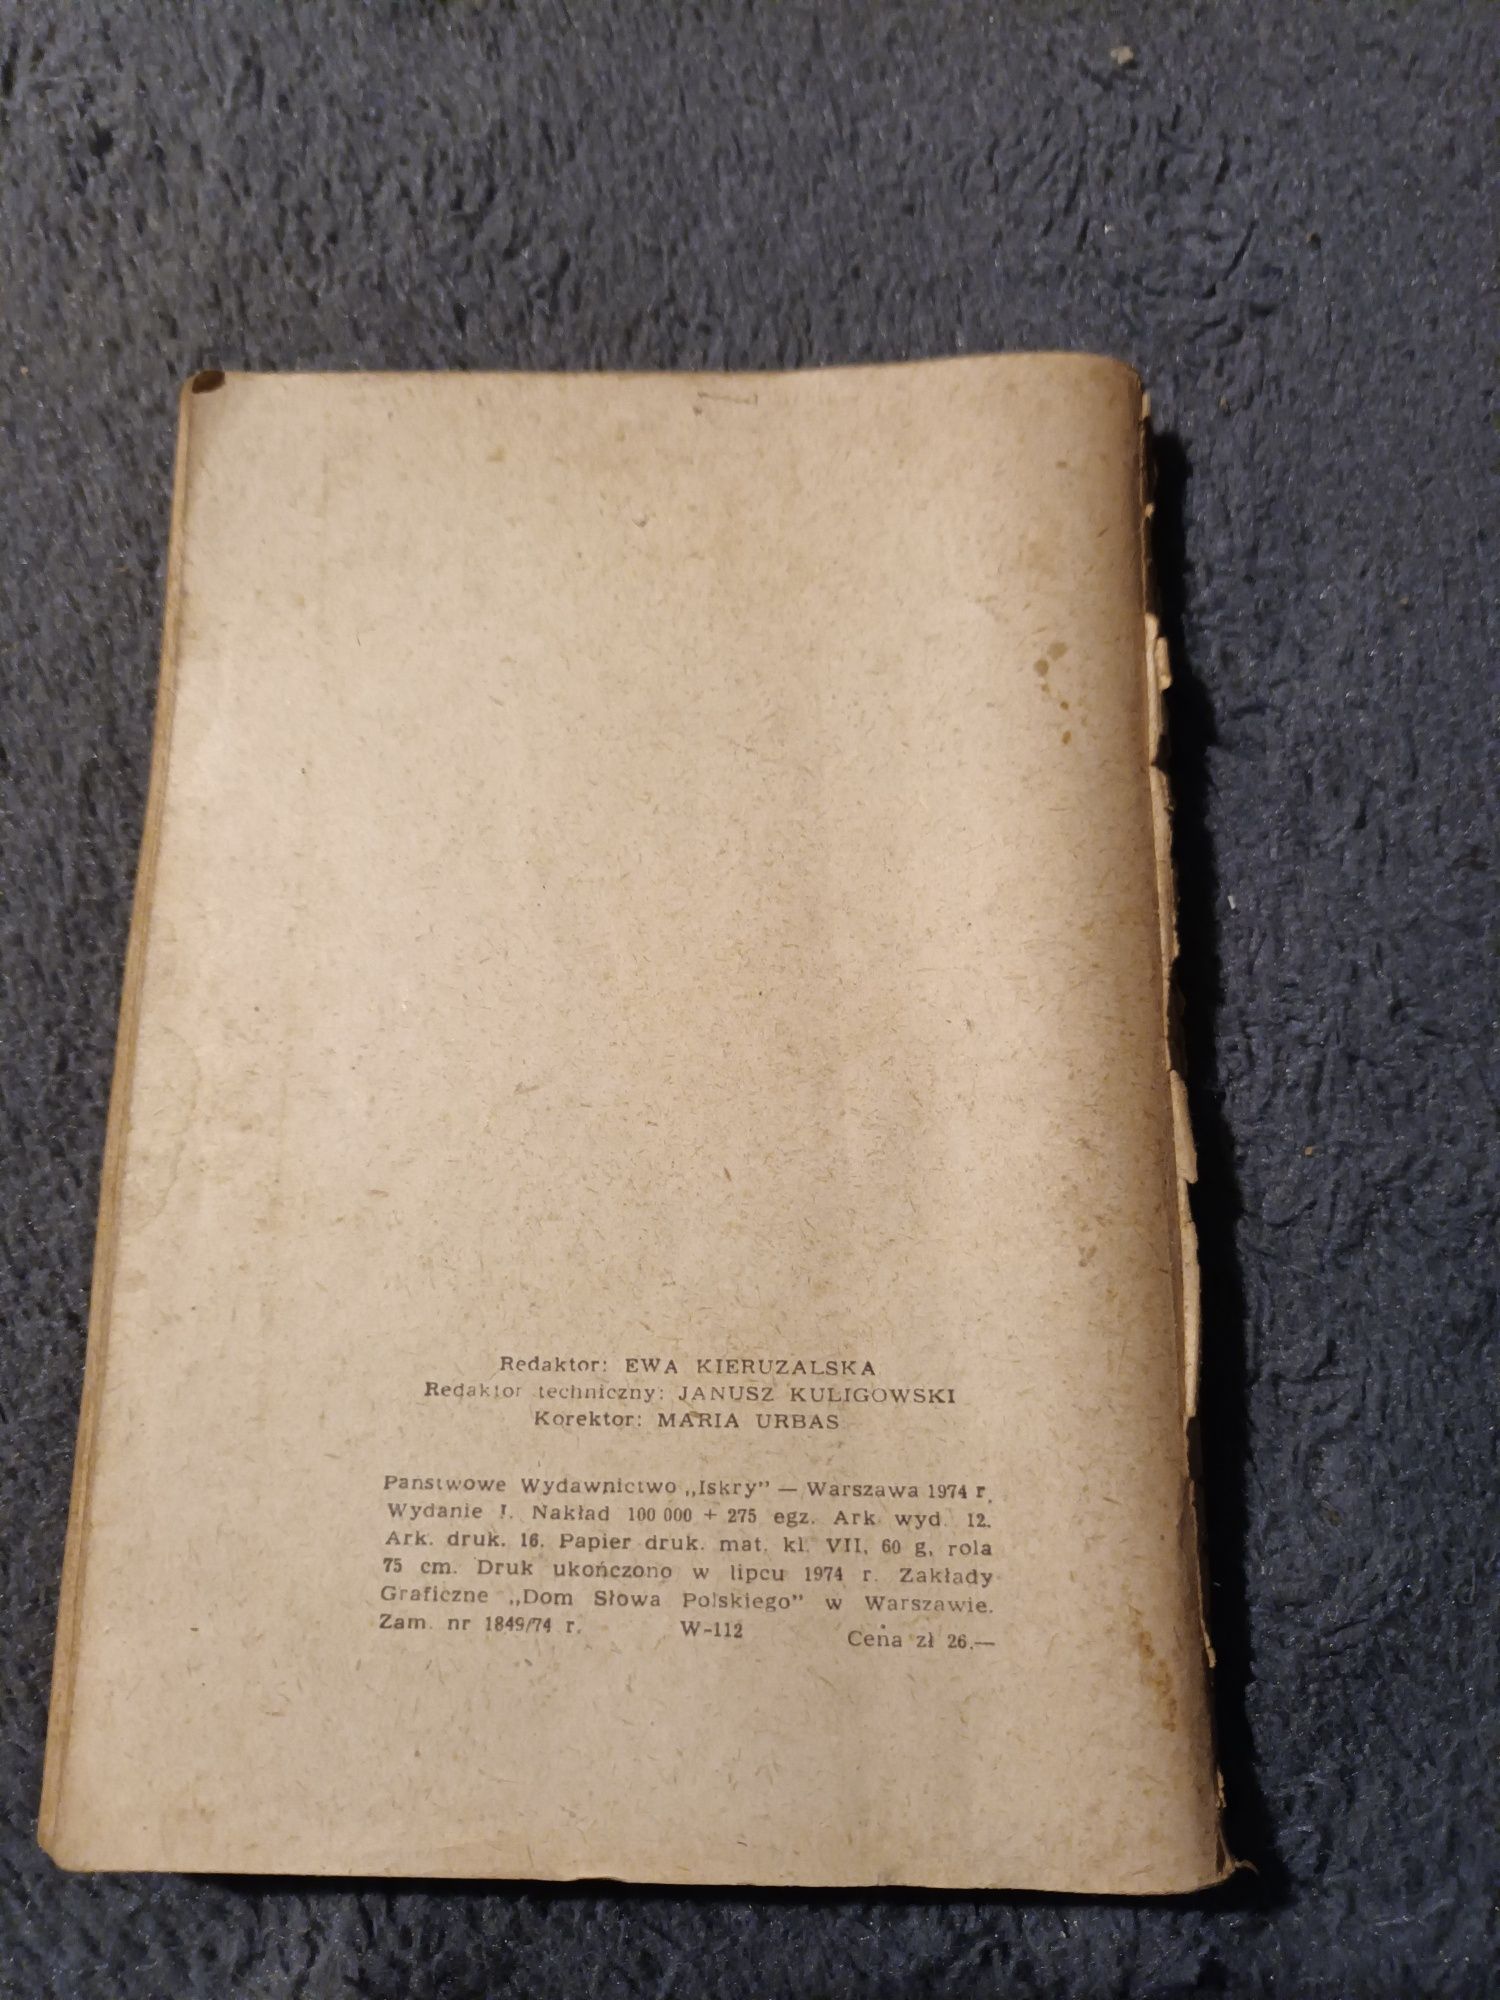 Redaktor: EWA KIERUZALSKA
Redaktor techniczny: JANUSZ KULIGOWSKI
Korektor: MARIA URBAS
Państwowe Wydawnictwo „Iskry” — Warszawa 1974 r.
Wydanie I. Nakład 100 000 + 275 egz. Ark. wyd. 12.
Ark. druk. 16. Papier druk. mat. kl. VII, 60 g, rola
75 cm. Druk ukończono w lipcu 1974 r. Zakłady
Graficzne „Dom Słowa Polskiego” w Warszawie.
Zam. nr 1849/74 r. W-112 Cena zł 26.—